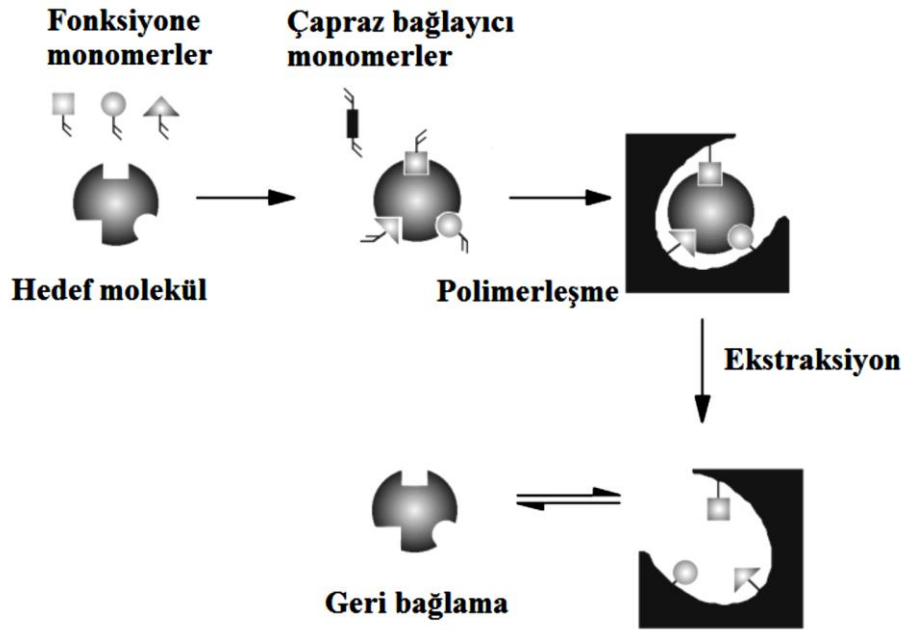 Fonksiyone
monomerler
Çapraz bağlayıcı
monomerler
Hedef molekül
Polimerleşme
Ekstraksiyon
Geri bağlama